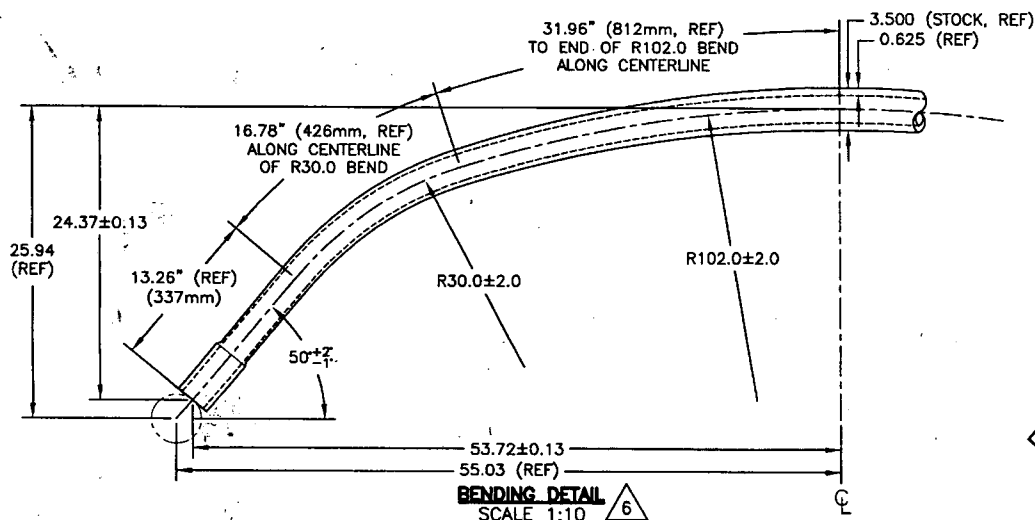 31.96" (812mm, REF)
TO END OF R102.0 BEND
ALONG CENTERLINE
3.500 (STOCK, REF)
0.625 (REF)
16.78" (426mm, REF)
ALONG CENTERLINE
OF R30.0 BEND
24.37±0.13
25.94
(REF)
13.26" (REF)
(337mm)
R30.0±2.0
R102.0±2.0
50°+2°-1°
53.72±0.13
55.03 (REF)
BENDING DETAIL 6
SCALE 1:10
℄